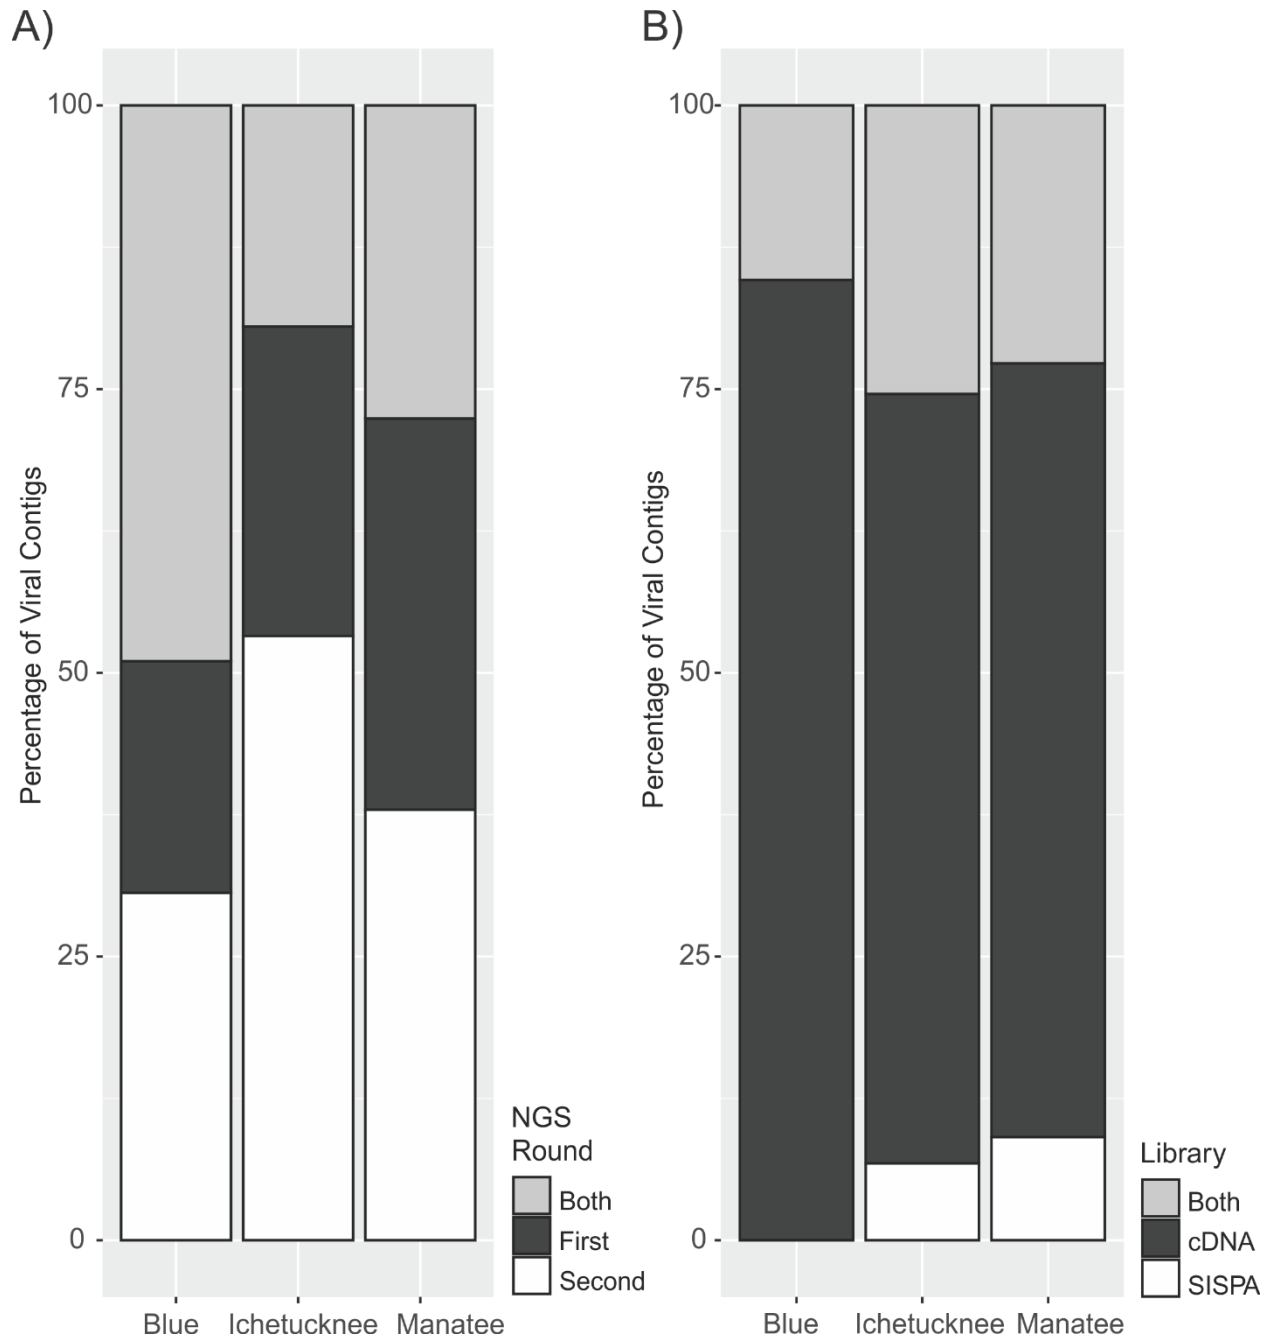 A)
Percentage of Viral Contigs
100
75
50
25
0
Blue Ichetucknee Manatee
NGS
Round
Both
First
Second
B)
Percentage of Viral Contigs
100
75
50
25
0
Blue Ichetucknee Manatee
Library
Both
cDNA
SISPA